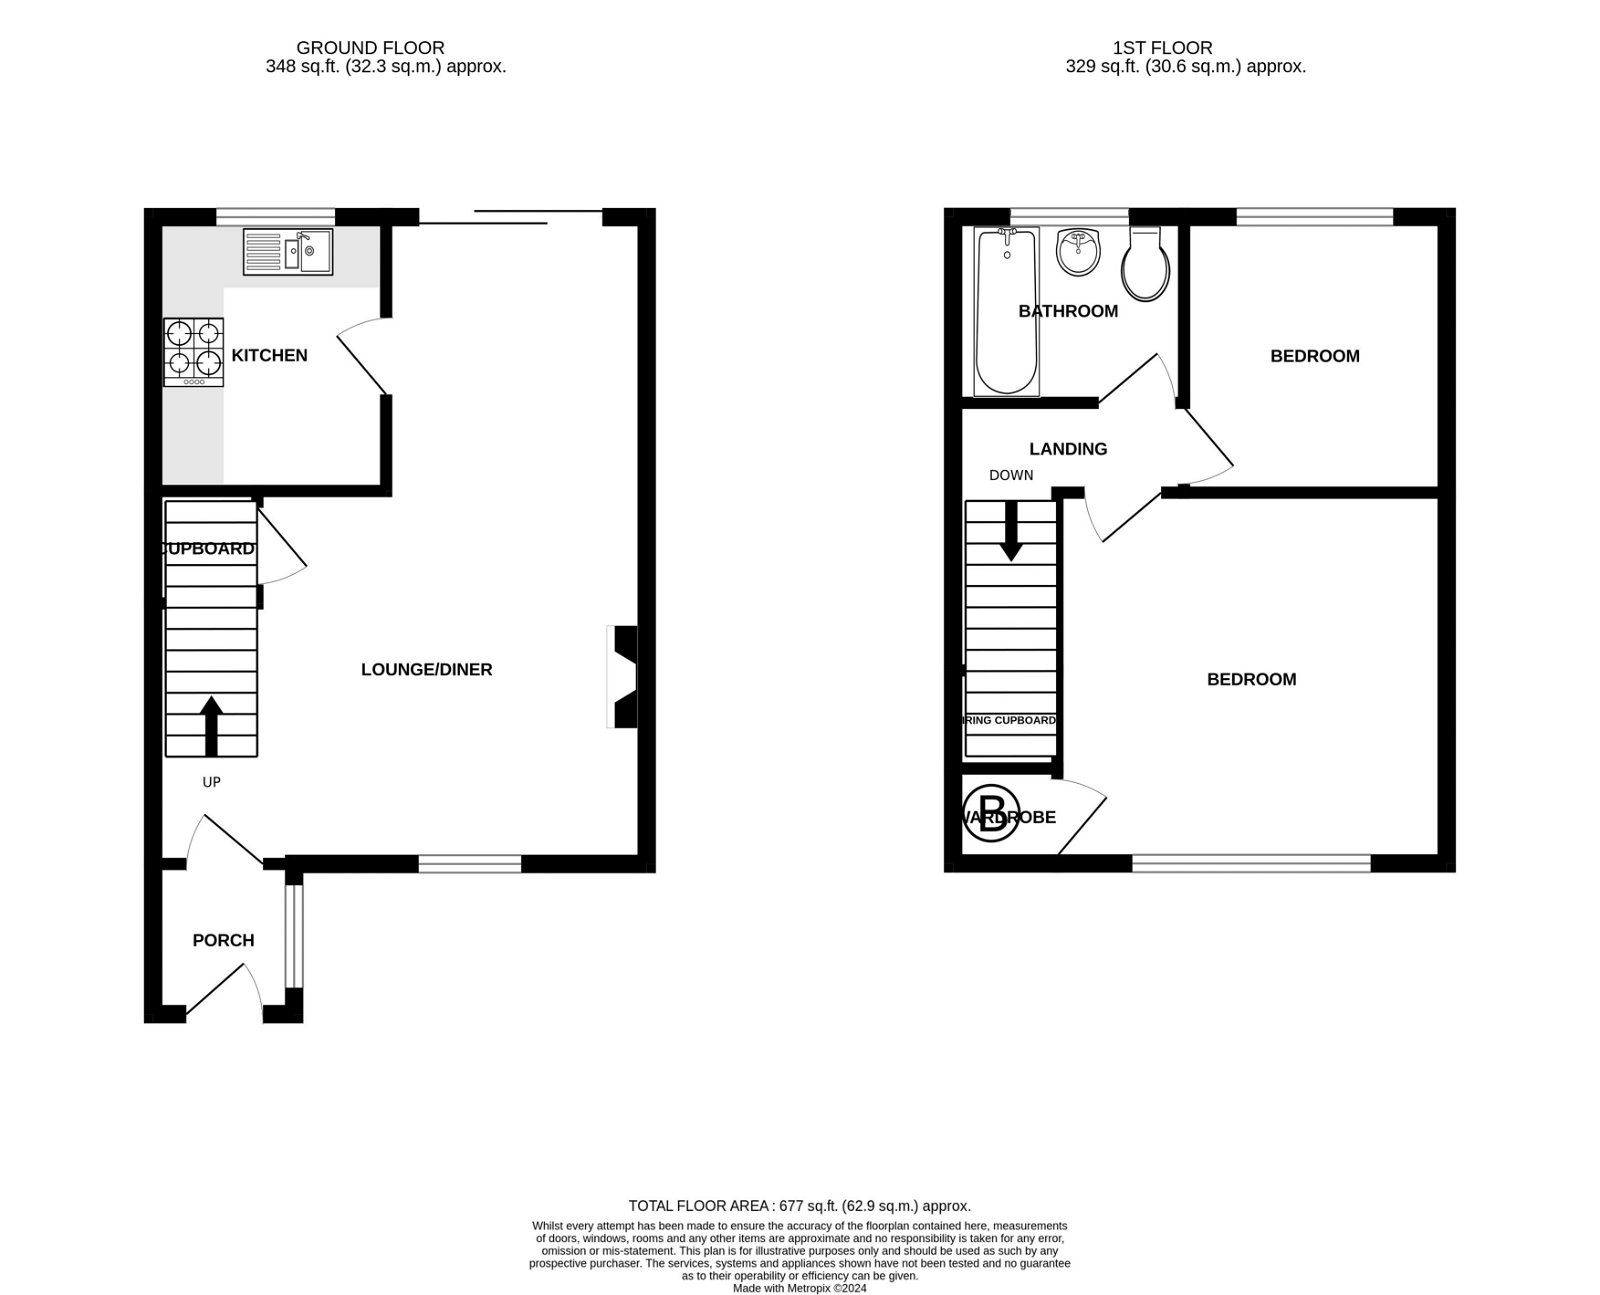 GROUND FLOOR
348 sq.ft. (32.3 sq.m.) approx.
1ST FLOOR
329 sq.ft. (30.6 sq.m.) approx.
KITCHEN
CUPBOARD
LOUNGE/DINER
UP
PORCH
BATHROOM
BEDROOM
LANDING
DOWN
BEDROOM
IRING CUPBOARD
B
WARDROBE
TOTAL FLOOR AREA : 677 sq.ft. (62.9 sq.m.) approx.
Whilst every attempt has been made to ensure the accuracy of the floorplan contained here, measurements
of doors, windows, rooms and any other items are approximate and no responsibility is taken for any error,
omission or mis-statement. This plan is for illustrative purposes only and should be used as such by any
prospective purchaser. The services, systems and appliances shown have not been tested and no guarantee
as to their operability or efficiency can be given.
Made with Metropix ©2024